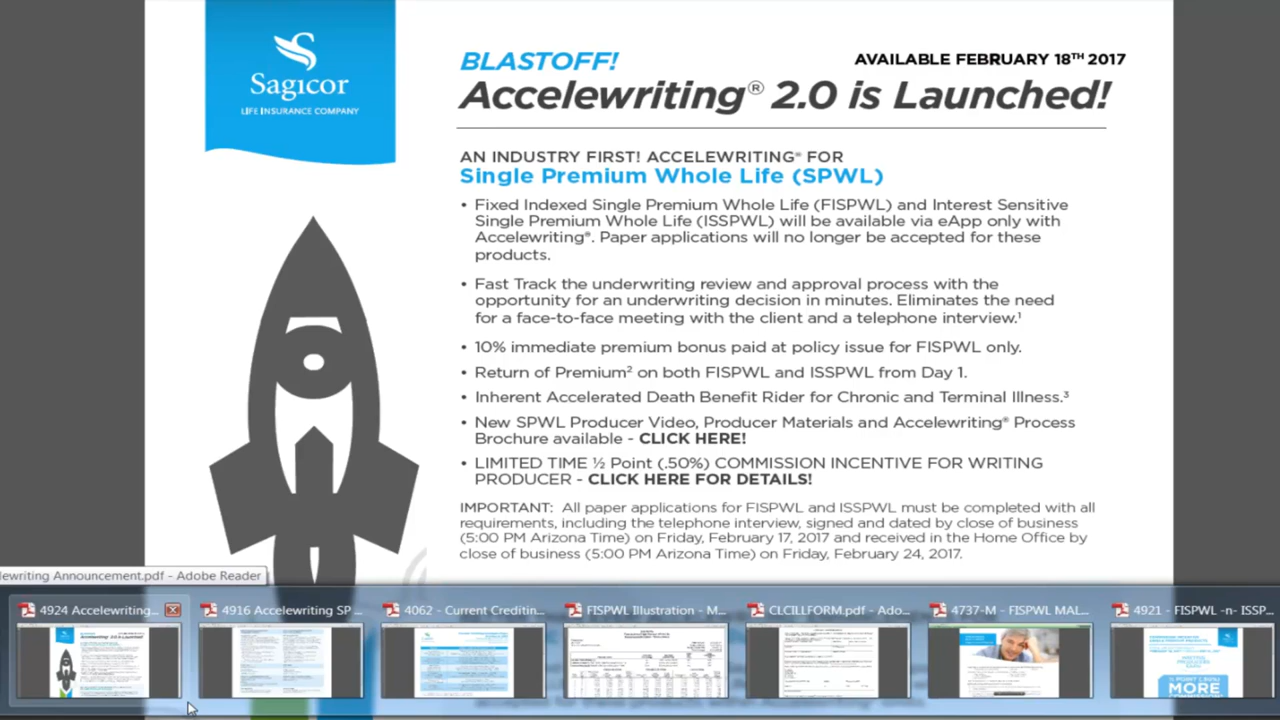 Sagicor
LIFE INSURANCE COMPANY
BLASTOFF!
AVAILABLE FEBRUARY 18TH 2017
Accelewriting® 2.0 is Launched!
AN INDUSTRY FIRST! ACCELEWRITING® FOR
Single Premium Whole Life (SPWL)
• Fixed Indexed Single Premium Whole Life (FISPWL) and Interest Sensitive
Single Premium Whole Life (ISSPWL) will be available via eApp only with
Accelewriting®. Paper applications will no longer be accepted for these
products.
• Fast Track the underwriting review and approval process with the
opportunity for an underwriting decision in minutes. Eliminates the need
for a face-to-face meeting with the client and a telephone interview.¹
• 10% immediate premium bonus paid at policy issue for FISPWL only.
• Return of Premium² on both FISPWL and ISSPWL from Day 1.
• Inherent Accelerated Death Benefit Rider for Chronic and Terminal Illness.³
• New SPWL Producer Video, Producer Materials and Accelewriting® Process
Brochure available - CLICK HERE!
• LIMITED TIME ½ Point (.50%) COMMISSION INCENTIVE FOR WRITING
PRODUCER - CLICK HERE FOR DETAILS!
IMPORTANT: All paper applications for FISPWL and ISSPWL must be completed with all
requirements, including the telephone interview, signed and dated by close of business
(5:00 PM Arizona Time) on Friday, February 17, 2017 and received in the Home Office by
close of business (5:00 PM Arizona Time) on Friday, February 24, 2017.
lewriting Announcement.pdf - Adobe Reader
4924 Accelewriting...
4916 Accelewriting SP ...
4062 - Current Creditin...
FISPWL Illustration - M...
CLCILLFORM.pdf - Ado...
4737-M - FISPWL MAL...
4921 - FISPWL -n- ISSP...
Accelewriting® 2.0 is Launched!
MORE